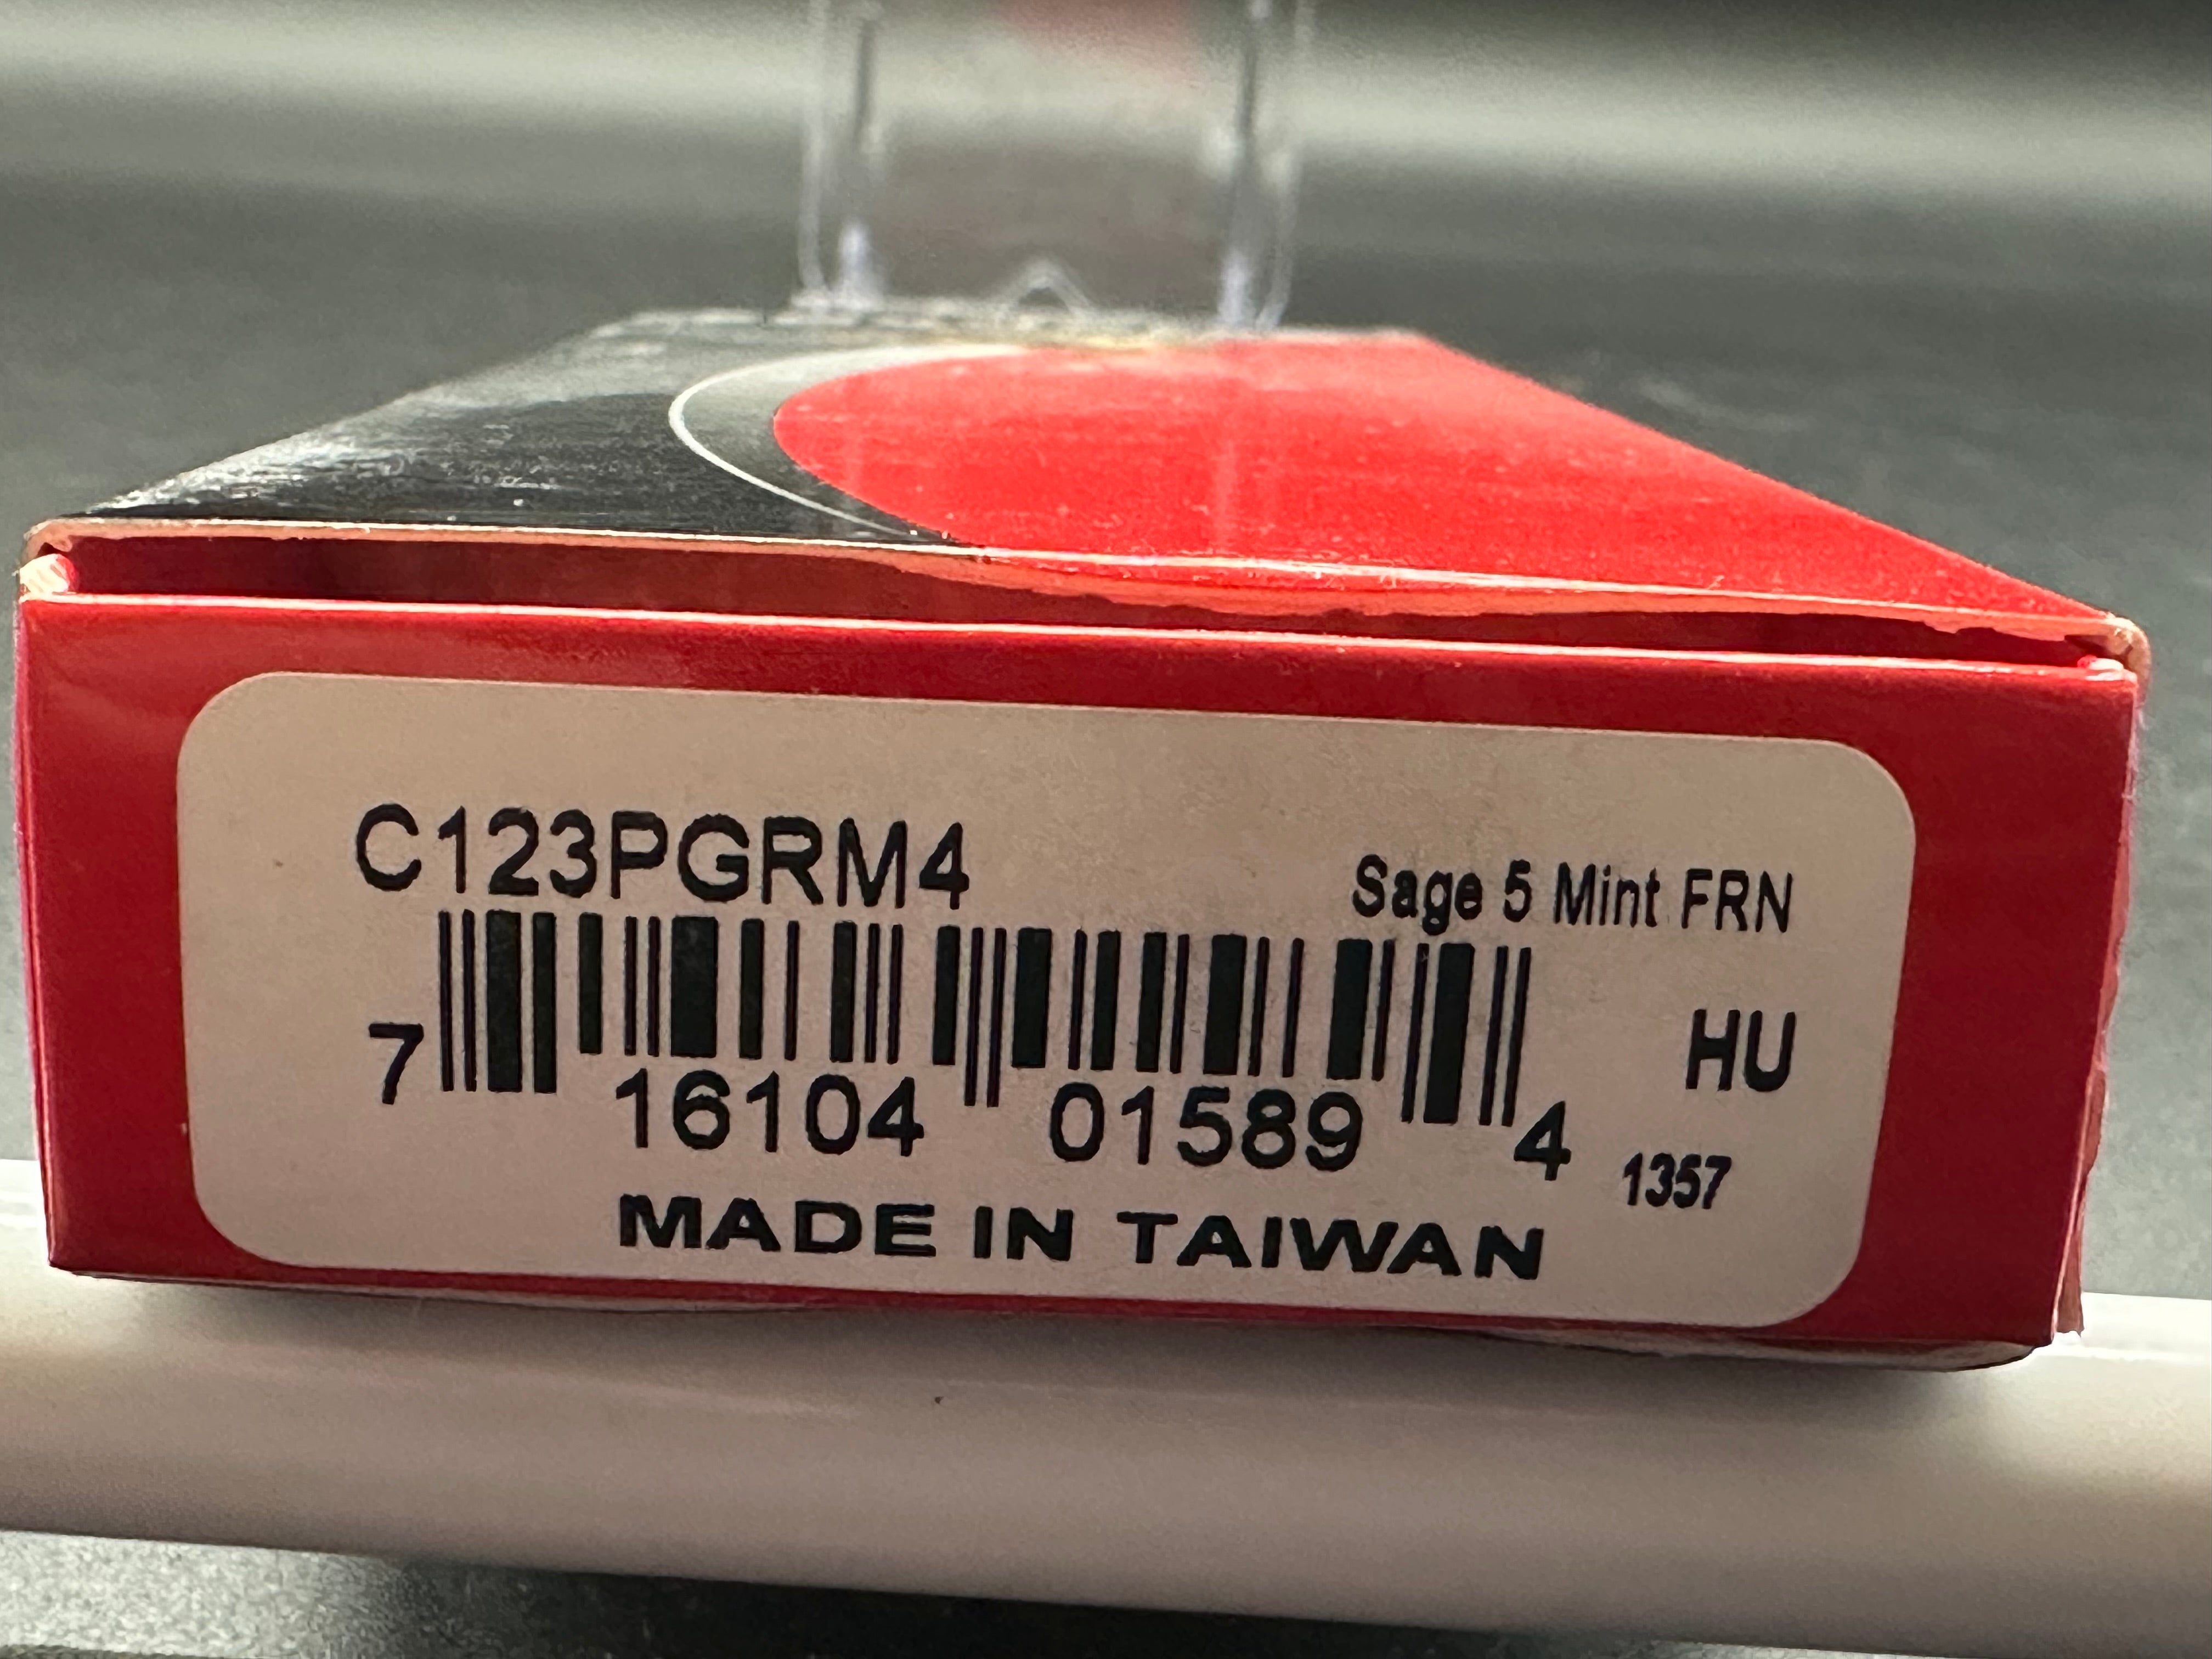 C123PGRM4
Sage 5 Mint FRN
HU
7 16104 01589 4
1357
MADE IN TAIWAN